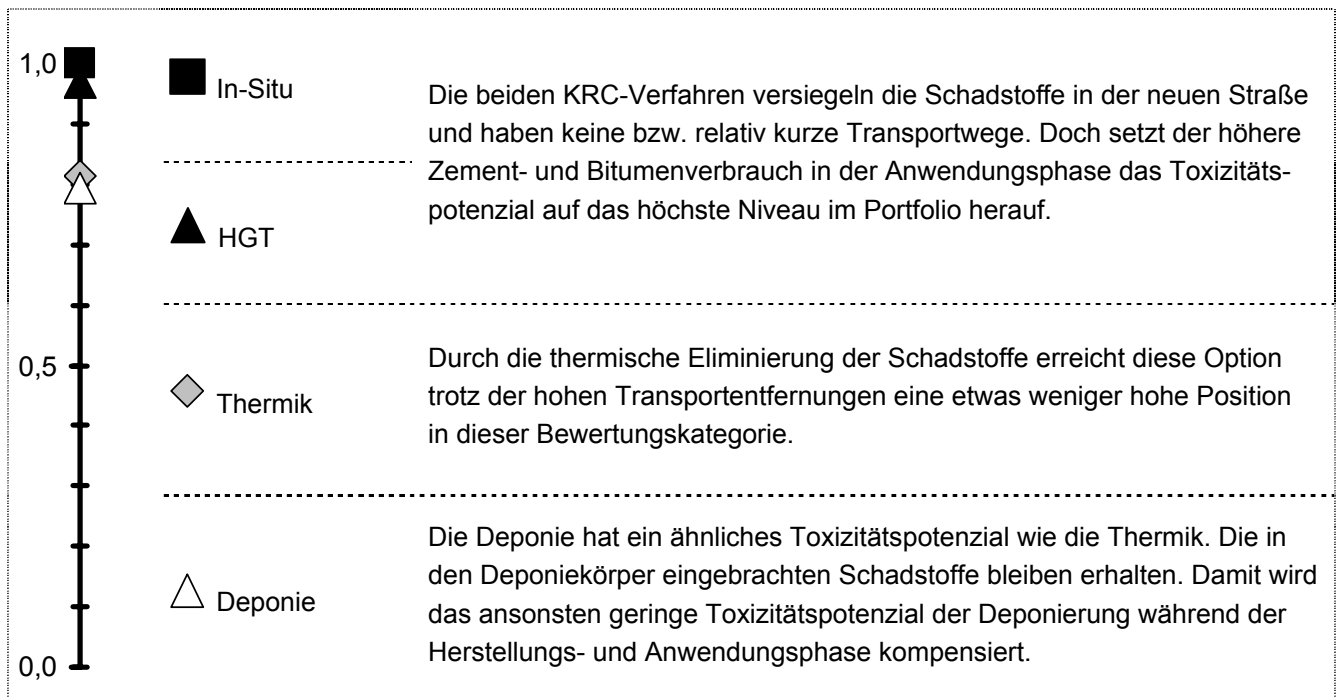 1,0
In-Situ
Die beiden KRC-Verfahren versiegeln die Schadstoffe in der neuen Straße
und haben keine bzw. relativ kurze Transportwege. Doch setzt der höhere
Zement- und Bitumenverbrauch in der Anwendungsphase das Toxizitäts-
potenzial auf das höchste Niveau im Portfolio herauf.
HGT
0,5
Thermik
Durch die thermische Eliminierung der Schadstoffe erreicht diese Option
trotz der hohen Transportentfernungen eine etwas weniger hohe Position
in dieser Bewertungskategorie.
Deponie
Die Deponie hat ein ähnliches Toxizitätspotenzial wie die Thermik. Die in
den Deponiekörper eingebrachten Schadstoffe bleiben erhalten. Damit wird
das ansonsten geringe Toxizitätspotenzial der Deponierung während der
Herstellungs- und Anwendungsphase kompensiert.
0,0